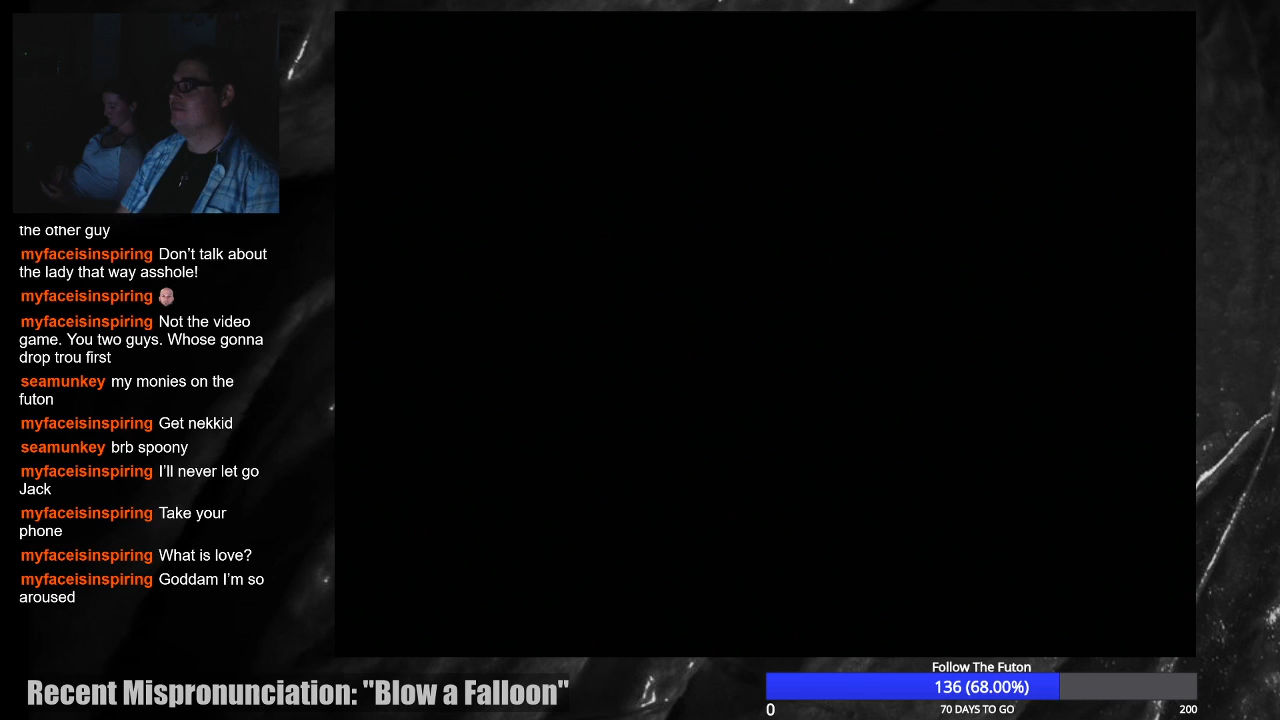 the other guy
myfaceisinspiring Don't talk about
the lady that way asshole!
myfaceisinspiring
myfaceisinspiring Not the video
game. You two guys. Whose gonna
drop trou first
seamunkey my monies on the
futon
myfaceisinspiring Get nekkid
seamunkey brb spoony
myfaceisinspiring I'll never let go
Jack
myfaceisinspiring Take your
phone
myfaceisinspiring What is love?
myfaceisinspiring Goddam I'm so
aroused
Recent Mispronunciation: "Blow a Falloon"
Follow The Futon
136 (68.00%)
0 70 DAYS TO GO 200